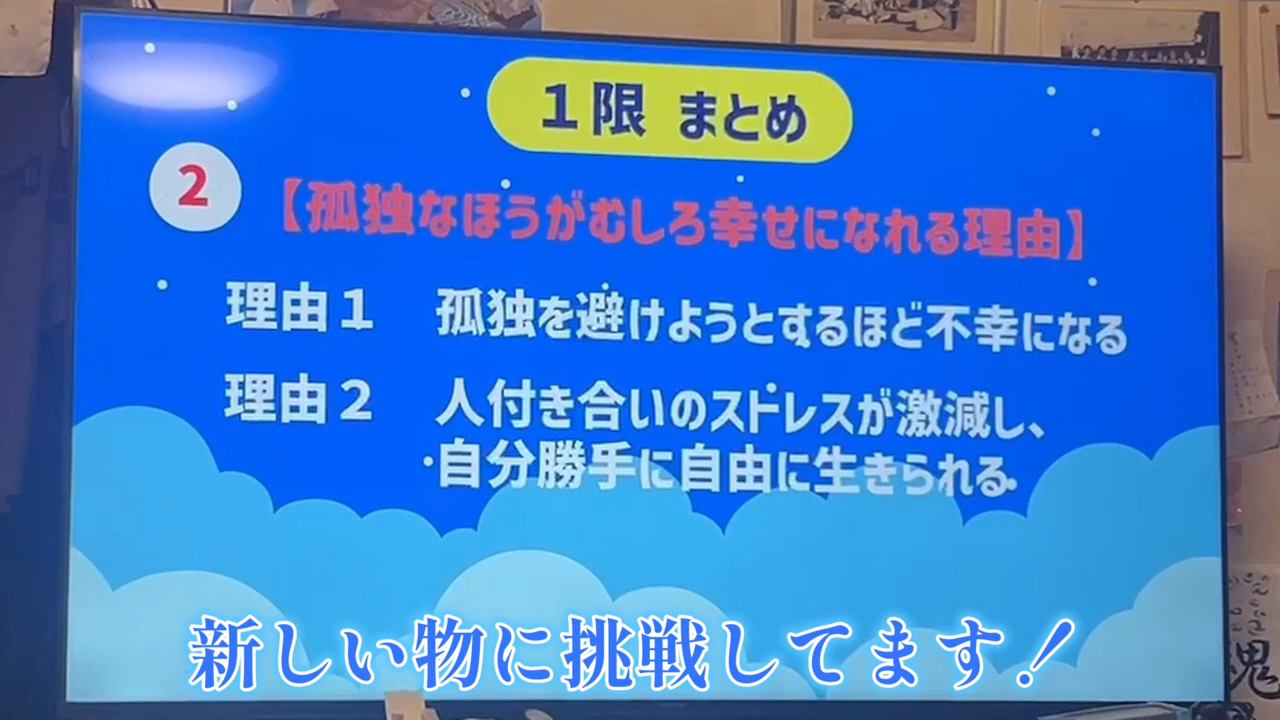 １限 まとめ
2
【孤独なほうがむしろ幸せになれる理由】
理由１ 孤独を避けようとするほど不幸になる
理由２ 人付き合いのストレスが激減し、
自分勝手に自由に生きられる
新しい物に挑戦してます！
魂